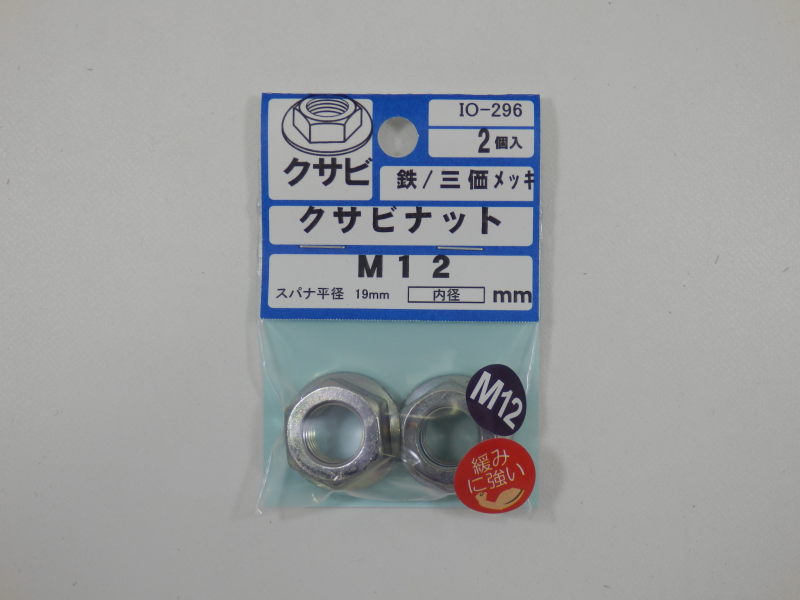 IO-296
2個入
クサビ
鉄/三価メッキ
クサビナット
M12
スパナ平径 19mm 内径 mm
M12
緩み
に強い